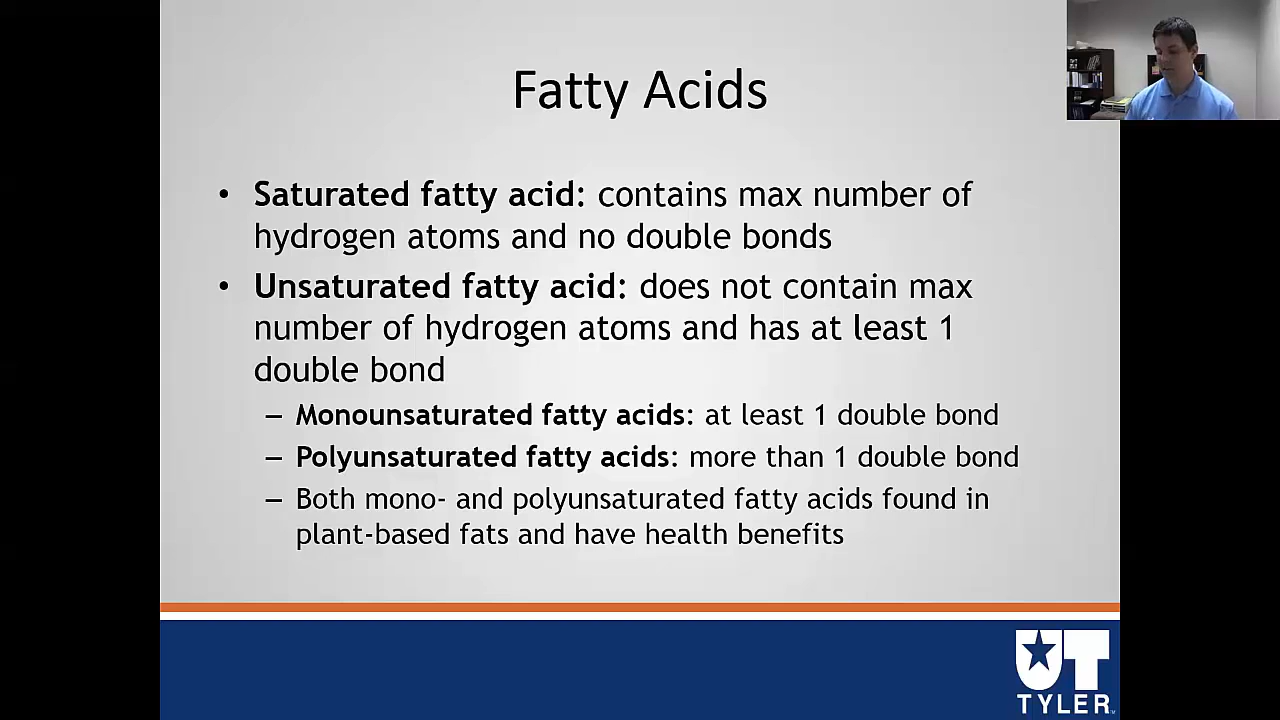 Fatty Acids
• Saturated fatty acid: contains max number of
hydrogen atoms and no double bonds
• Unsaturated fatty acid: does not contain max
number of hydrogen atoms and has at least 1
double bond
– Monounsaturated fatty acids: at least 1 double bond
– Polyunsaturated fatty acids: more than 1 double bond
– Both mono- and polyunsaturated fatty acids found in
plant-based fats and have health benefits
UT
TYLER